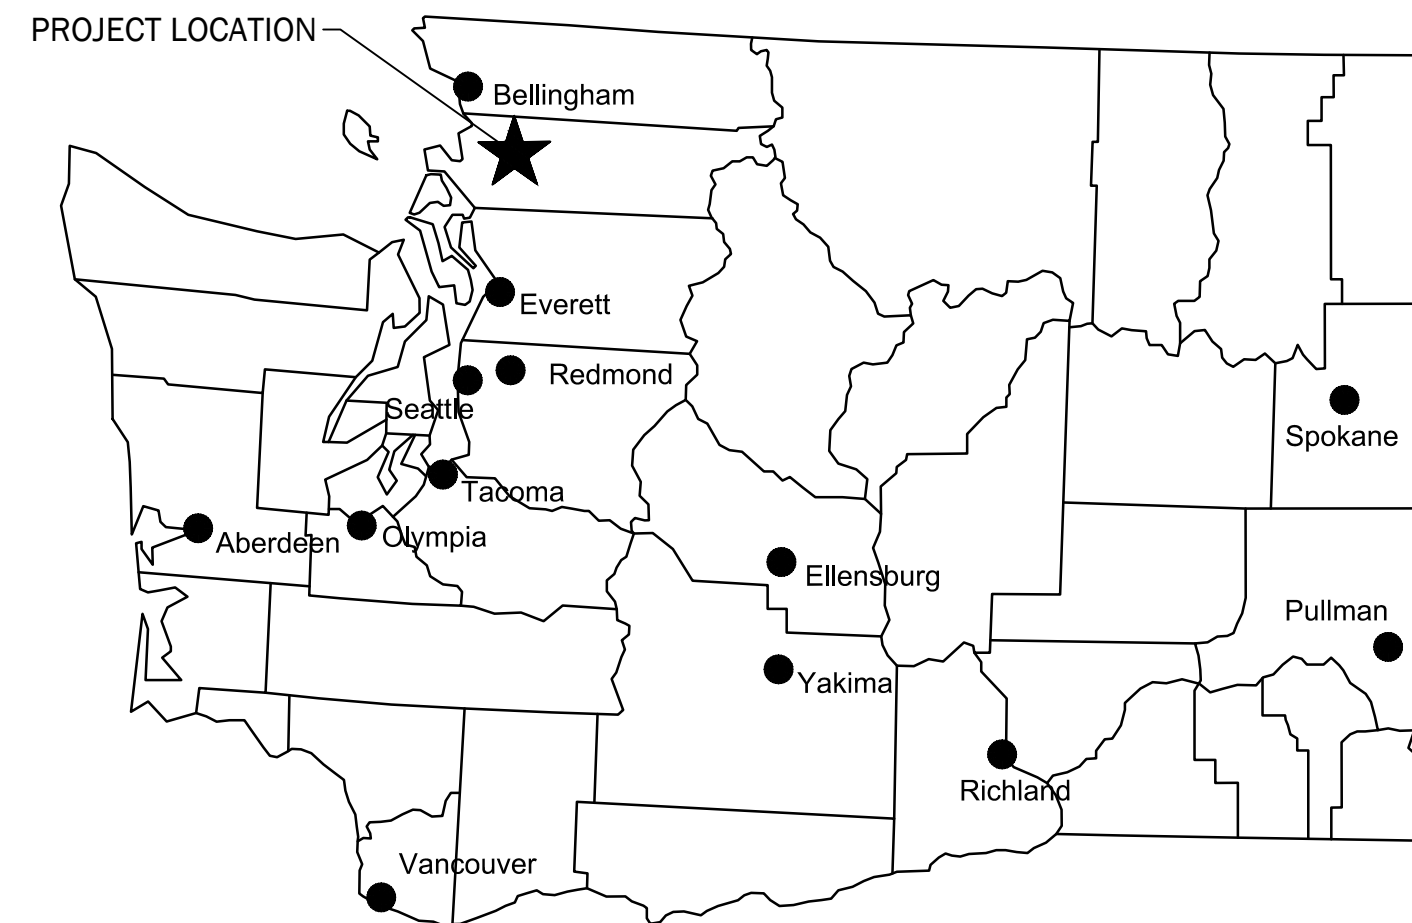 PROJECT LOCATION
Bellingham
Everett
Redmond
Seattle
Spokane
Tacoma
Olympia
Aberdeen
Ellensburg
Pullman
Yakima
Richland
Vancouver